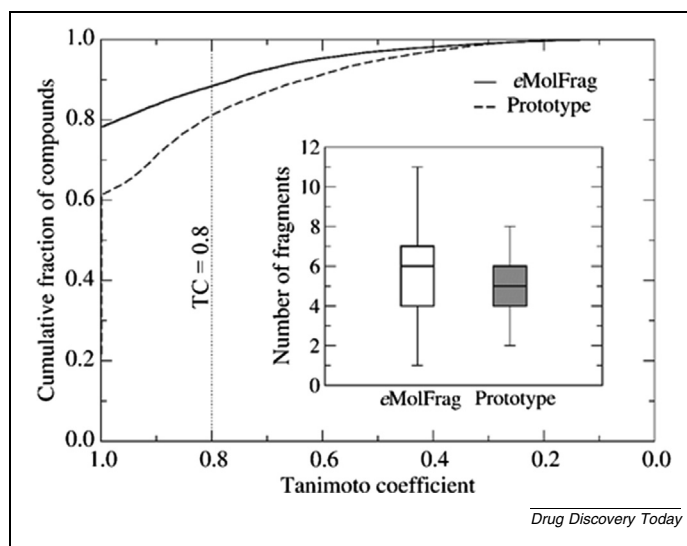 1.0
0.8
0.6
0.4
0.2
0.0
Cumulative fraction of compounds
eMolFrag
Prototype
TC = 0.8
12
10
8
6
4
2
0
Number of fragments
eMolFrag Prototype
1.0 0.8 0.6 0.4 0.2 0.0
Tanimoto coefficient
Drug Discovery Today